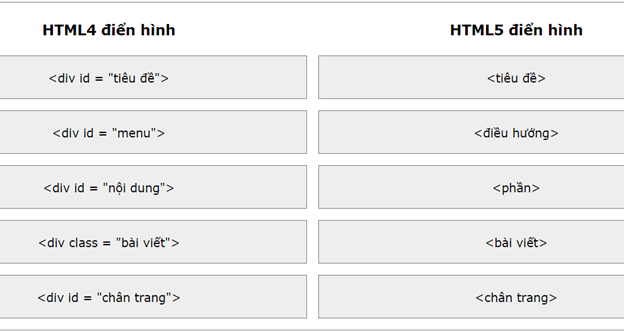 HTML4 điển hình HTML5 điển hình
<div id = "tiêu đề"> <tiêu đề>
<div id = "menu"> <điều hướng>
<div id = "nội dung"> <phần>
<div class = "bài viết"> <bài viết>
<div id = "chân trang"> <chân trang>